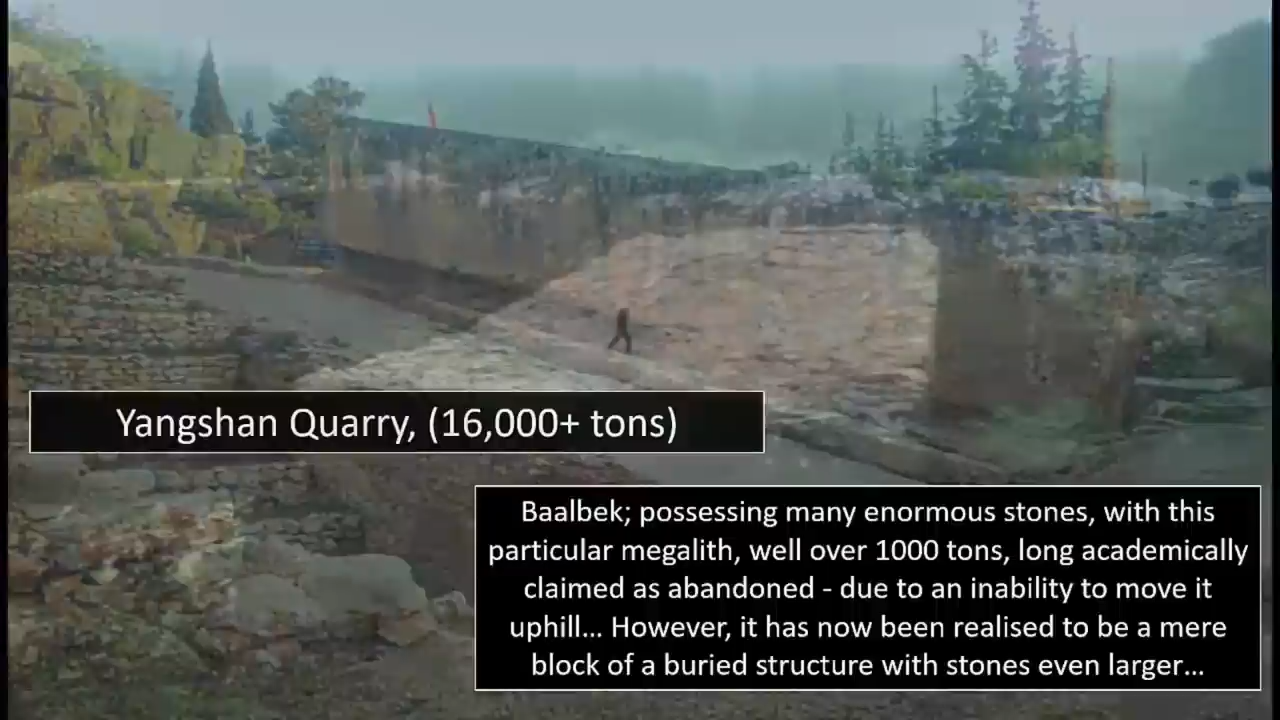 Yangshan Quarry, (16,000+ tons)
Baalbek; possessing many enormous stones, with this
particular megalith, well over 1000 tons, long academically
claimed as abandoned - due to an inability to move it
uphill... However, it has now been realised to be a mere
block of a buried structure with stones even larger...